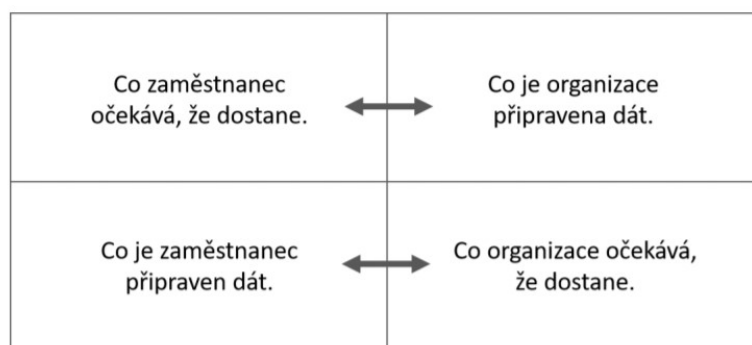 Co zaměstnanec
očekává, že dostane.
Co je organizace
připravena dát.
Co je zaměstnanec
připraven dát.
Co organizace očekává,
že dostane.